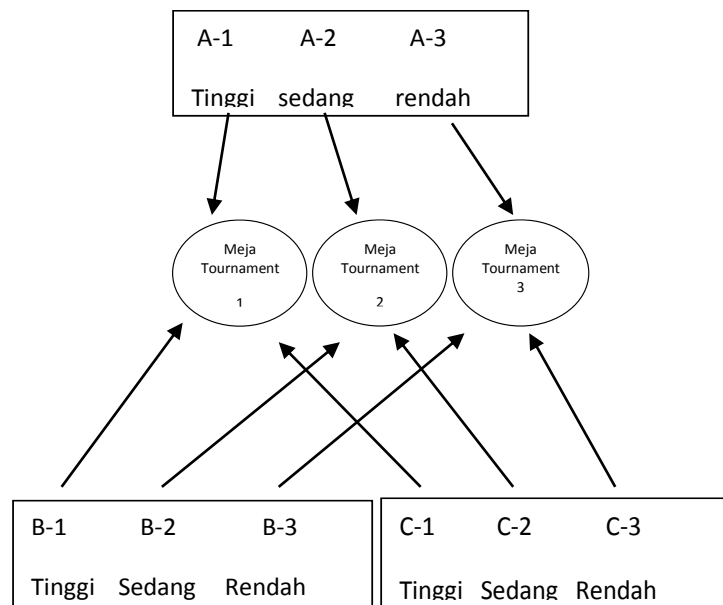 A-1 A-2 A-3
Tinggi sedang rendah
Meja
Tournament
1
Meja
Tournament
2
Meja
Tournament
3
B-1 B-2 B-3
Tinggi Sedang Rendah
C-1 C-2 C-3
Tinggi Sedang Rendah